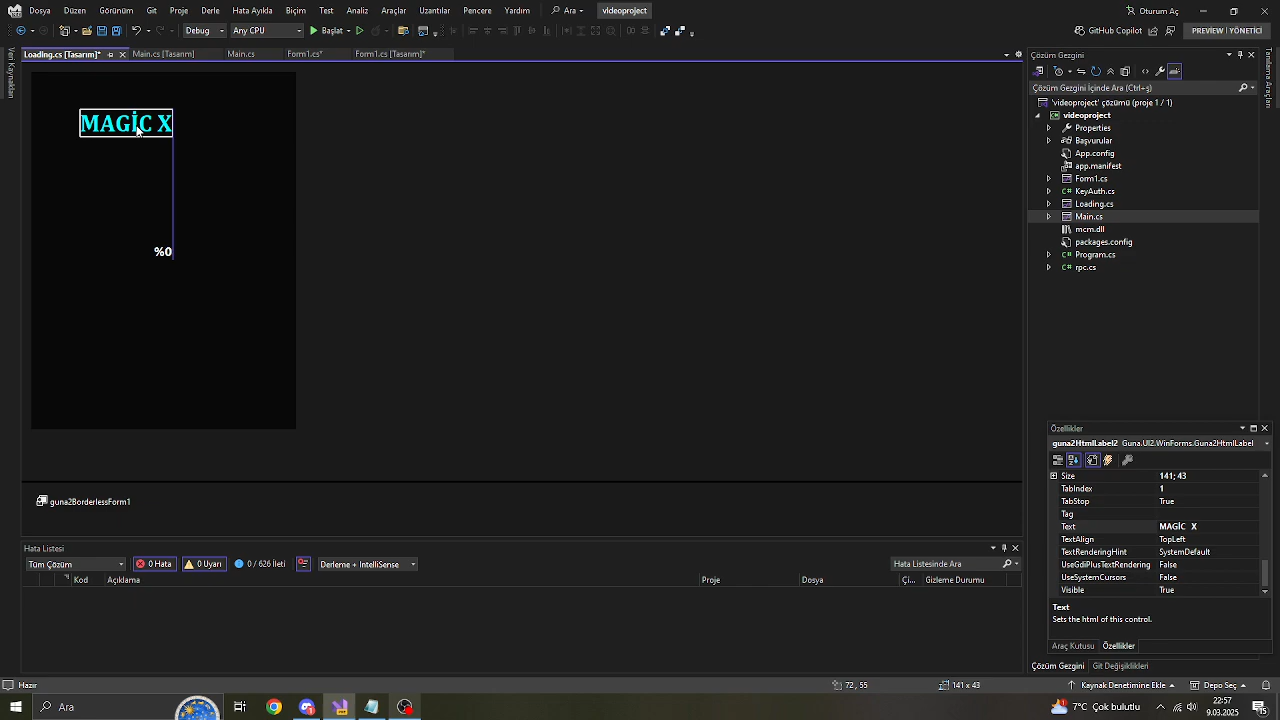 Dosya Düzen Görünüm Git Proje Derle Hata Ayıkla Biçim Test Analiz Araçlar Uzantılar Pencere Yardım Ara videoproject Oturum Aç
Debug Any CPU Başlat GitHub Copilot PREVIEW | YÖNETİCİ
Loading.cs [Tasarım]* Main.cs [Tasarım] Main.cs Form1.cs* Form1.cs [Tasarım]*
Veri Kaynakları
Çözüm Gezgini
Çözüm Gezgini İçinde Ara (Ctrl+ş)
'videoproject' çözümü (proje 1 / 1)
videoproject
Properties
Başvurular
App.config
app.manifest
Form1.cs
KeyAuth.cs
Loading.cs
Main.cs
mcm.dll
packages.config
Program.cs
rpc.cs
Tanılama Araçları
MAGİC X
%0
guna2BorderlessForm1
Özellikler
guna2HtmlLabel2 Guna.UI2.WinForms.Guna2HtmlLabel
Size 141; 43
TabIndex 1
TabStop True
Tag
Text MAGİC X
TextAlign TopLeft
TextRenderingHint SystemDefault
UseGdiPlusTextRendering False
UseSystemCursors False
Visible True
Text
Sets the html of this control.
Araç Kutusu Özellikler
Çözüm Gezgini Git Değişiklikleri
Hata Listesi
Tüm Çözüm 0 Hata 0 Uyarı 0 / 626 İleti Derleme + IntelliSense Hata Listesinde Ara
Kod Açıklama Proje Dosya Çi... Gizleme Durumu
Hazır 72 , 55 141 x 43 Kaynak Denetimine Ekle Depo Seç
Ara 7°C Çok bulutlu 22:57
9.03.2025